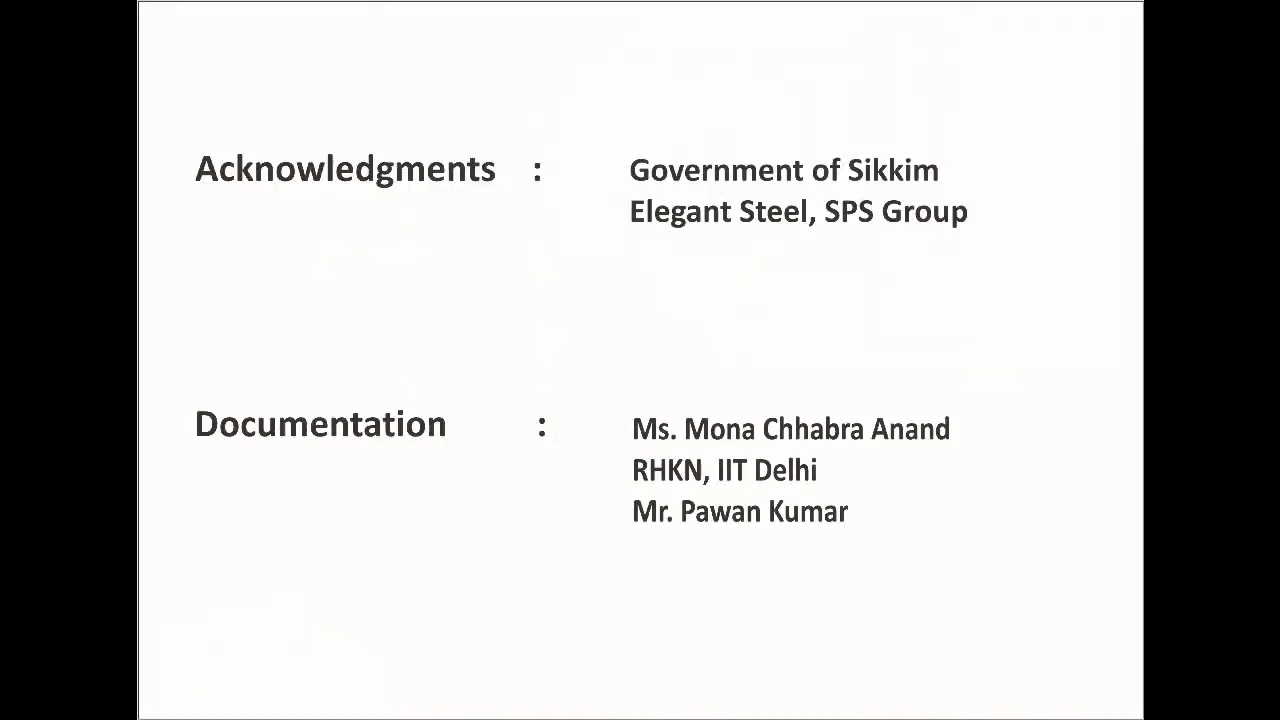 Acknowledgments : Government of Sikkim
Elegant Steel, SPS Group
Documentation : Ms. Mona Chhabra Anand
RHKN, IIT Delhi
Mr. Pawan Kumar